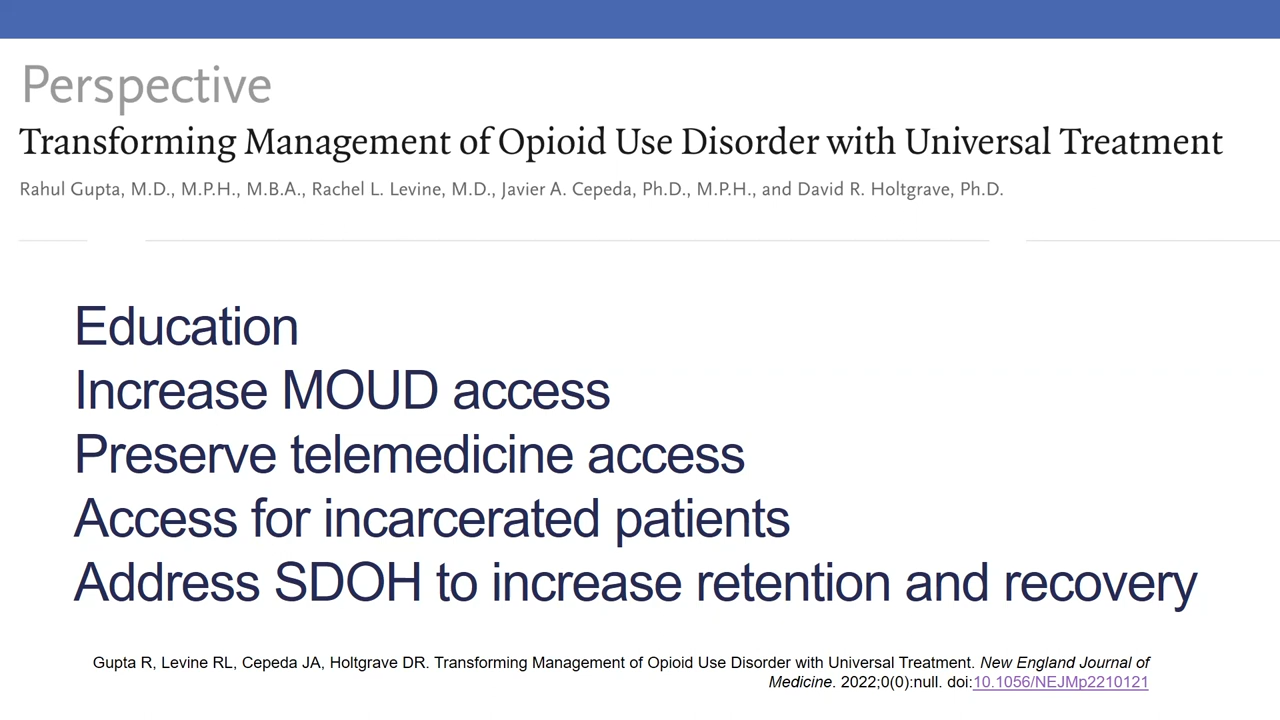 Perspective
Transforming Management of Opioid Use Disorder with Universal Treatment
Rahul Gupta, M.D., M.P.H., M.B.A., Rachel L. Levine, M.D., Javier A. Cepeda, Ph.D., M.P.H., and David R. Holtgrave, Ph.D.
Education
Increase MOUD access
Preserve telemedicine access
Access for incarcerated patients
Address SDOH to increase retention and recovery
Gupta R, Levine RL, Cepeda JA, Holtgrave DR. Transforming Management of Opioid Use Disorder with Universal Treatment. New England Journal of
Medicine. 2022;0(0):null. doi:10.1056/NEJMp2210121